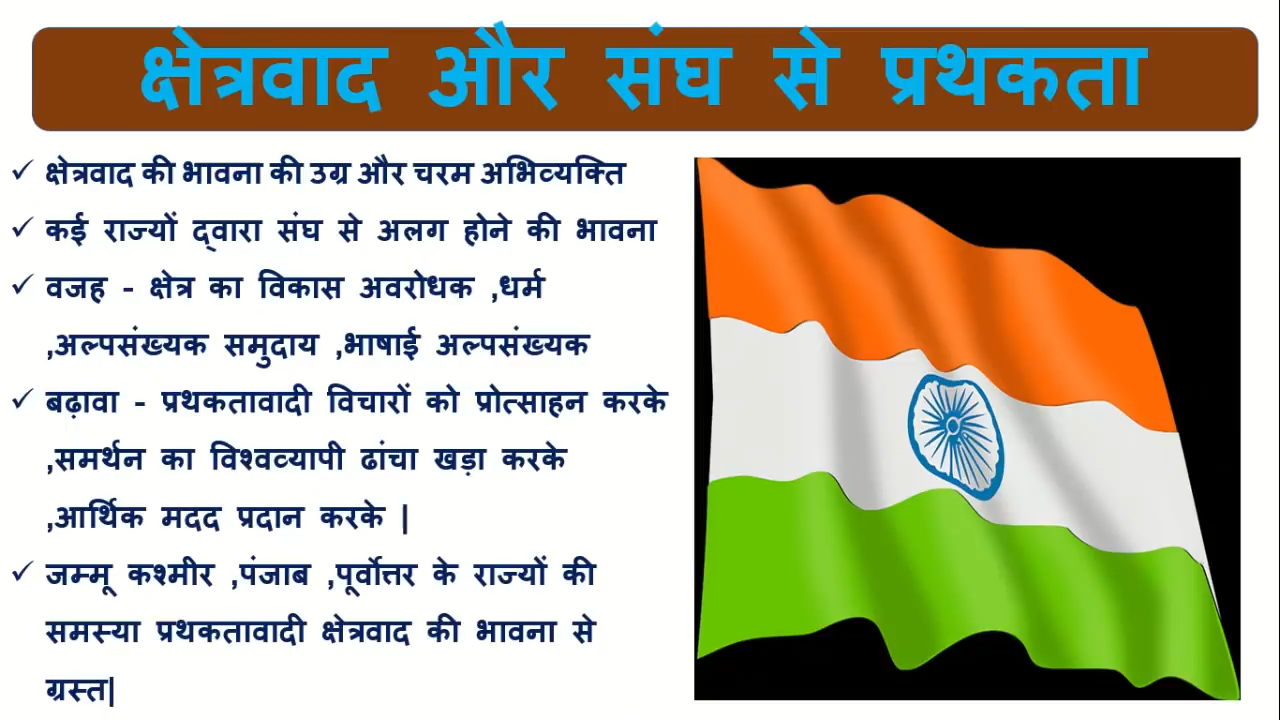 क्षेत्रवाद और संघ से प्रथकता
क्षेत्रवाद की भावना की उग्र और चरम अभिव्यक्ति
कई राज्यों द्वारा संघ से अलग होने की भावना
वजह - क्षेत्र का विकास अवरोधक ,धर्म
,अल्पसंख्यक समुदाय ,भाषाई अल्पसंख्यक
बढ़ावा - प्रथकतावादी विचारों को प्रोत्साहन करके
,समर्थन का विश्वव्यापी ढांचा खड़ा करके
,आर्थिक मदद प्रदान करके |
जम्मू कश्मीर ,पंजाब ,पूर्वोत्तर के राज्यों की
समस्या प्रथकतावादी क्षेत्रवाद की भावना से
ग्रस्त|